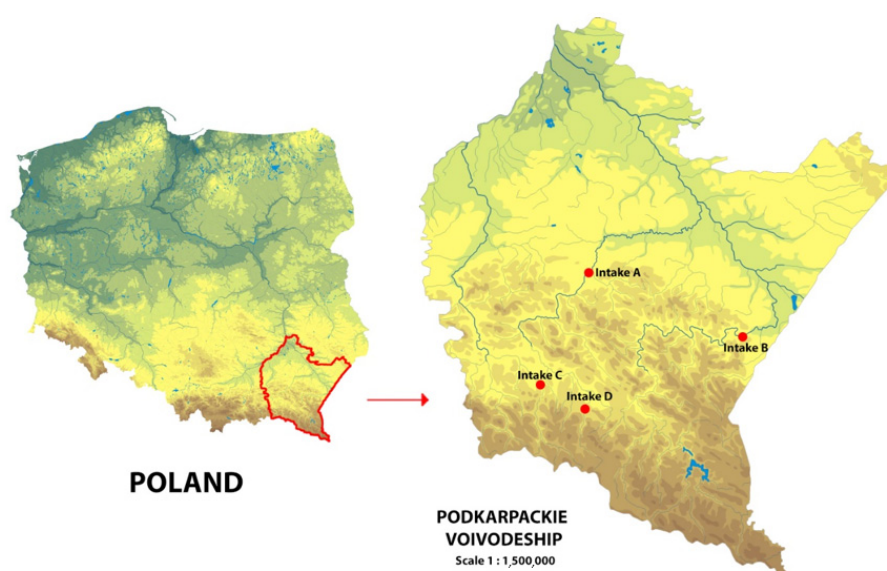 POLAND
Intake A
Intake B
Intake C
Intake D
PODKARPACKIE
VOIVODESHIP
Scale 1 : 1,500,000